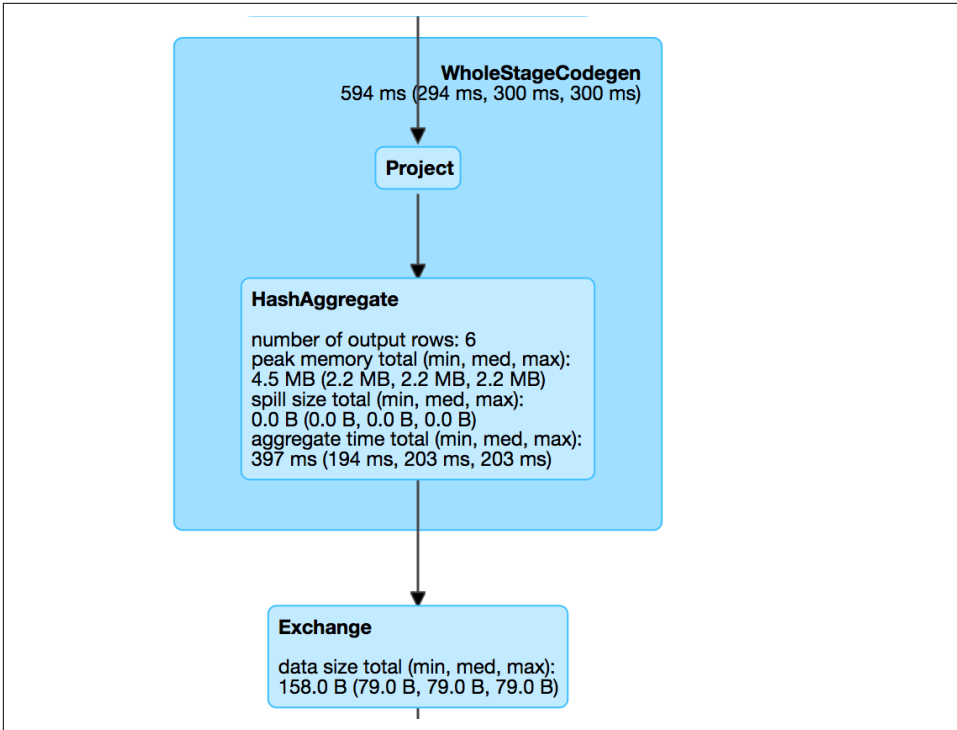 WholeStageCodegen
594 ms (294 ms, 300 ms, 300 ms)
Project
HashAggregate
number of output rows: 6
peak memory total (min, med, max):
4.5 MB (2.2 MB, 2.2 MB, 2.2 MB)
spill size total (min, med, max):
0.0 B (0.0 B, 0.0 B, 0.0 B)
aggregate time total (min, med, max):
397 ms (194 ms, 203 ms, 203 ms)
Exchange
data size total (min, med, max):
158.0 B (79.0 B, 79.0 B, 79.0 B)